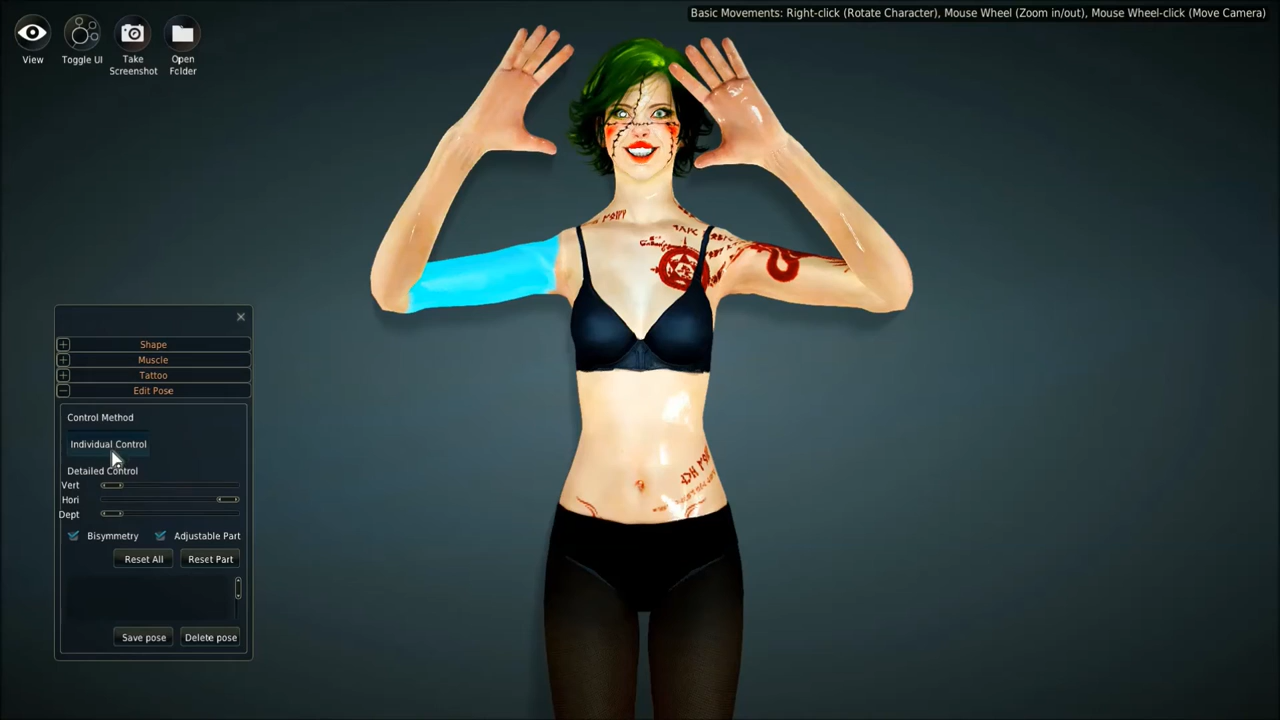 Basic Movements: Right-click (Rotate Character), Mouse Wheel (Zoom in/out), Mouse Wheel-click (Move Camera)
View
Toggle UI
Take Screenshot
Open Folder
Shape
Muscle
Tattoo
Edit Pose
Control Method
Individual Control
Detailed Control
Vert
Hori
Dept
Bisymmetry
Adjustable Part
Reset All
Reset Part
Save pose
Delete pose